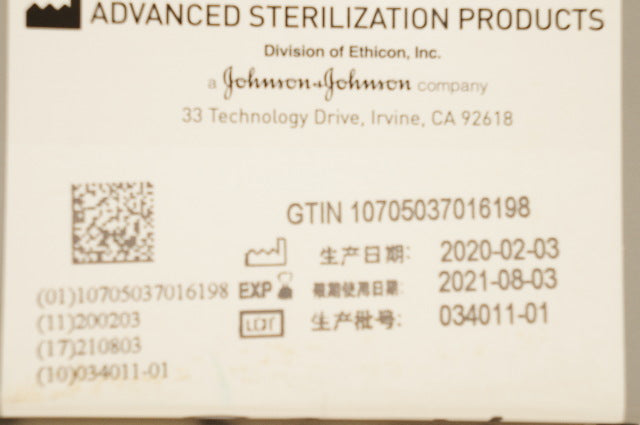 ADVANCED STERILIZATION PRODUCTS
Division of Ethicon, Inc.
a Johnson+Johnson company
33 Technology Drive, Irvine, CA 92618
GTIN 10705037016198
生产日期: 2020-02-03
(01)10705037016198 EXP 限期使用日期: 2021-08-03
(11)200203
LOT 生产批号: 034011-01
(17)210803
(10)034011-01